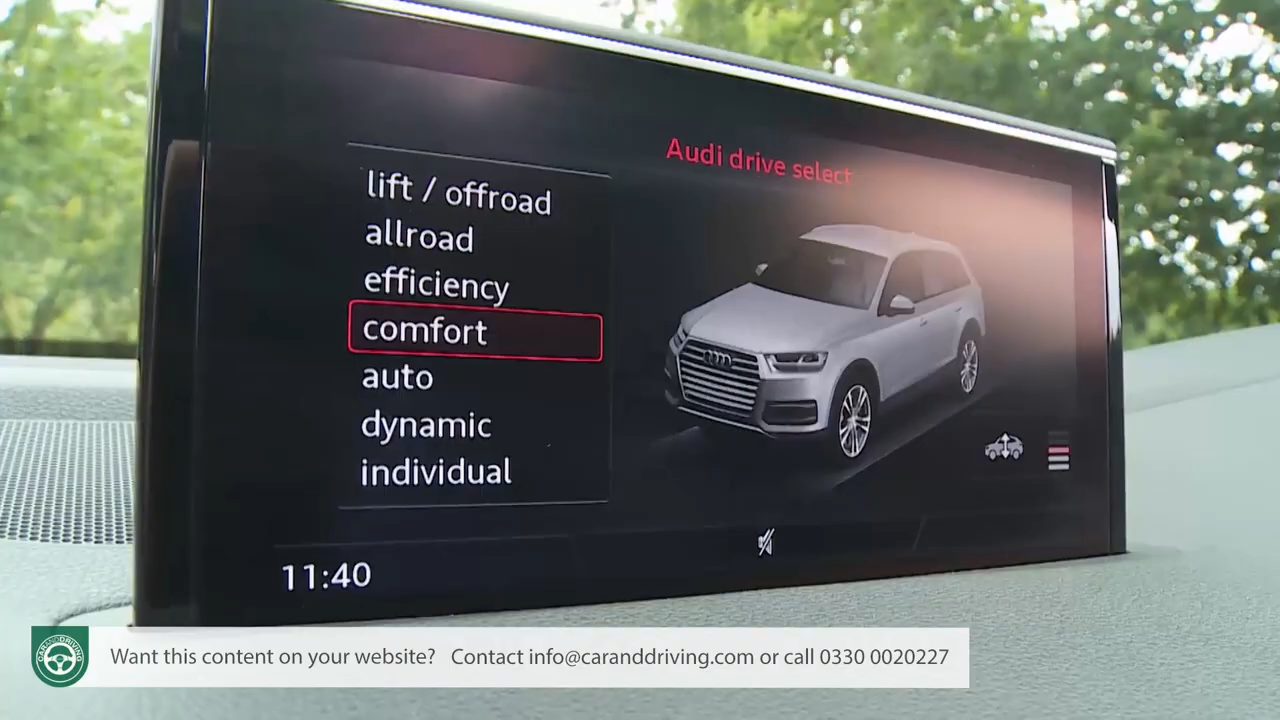 Audi drive select
lift / offroad
allroad
efficiency
comfort
auto
dynamic
individual
11:40
CARANDDRIVING
Want this content on your website? Contact info@caranddriving.com or call 0330 0020227